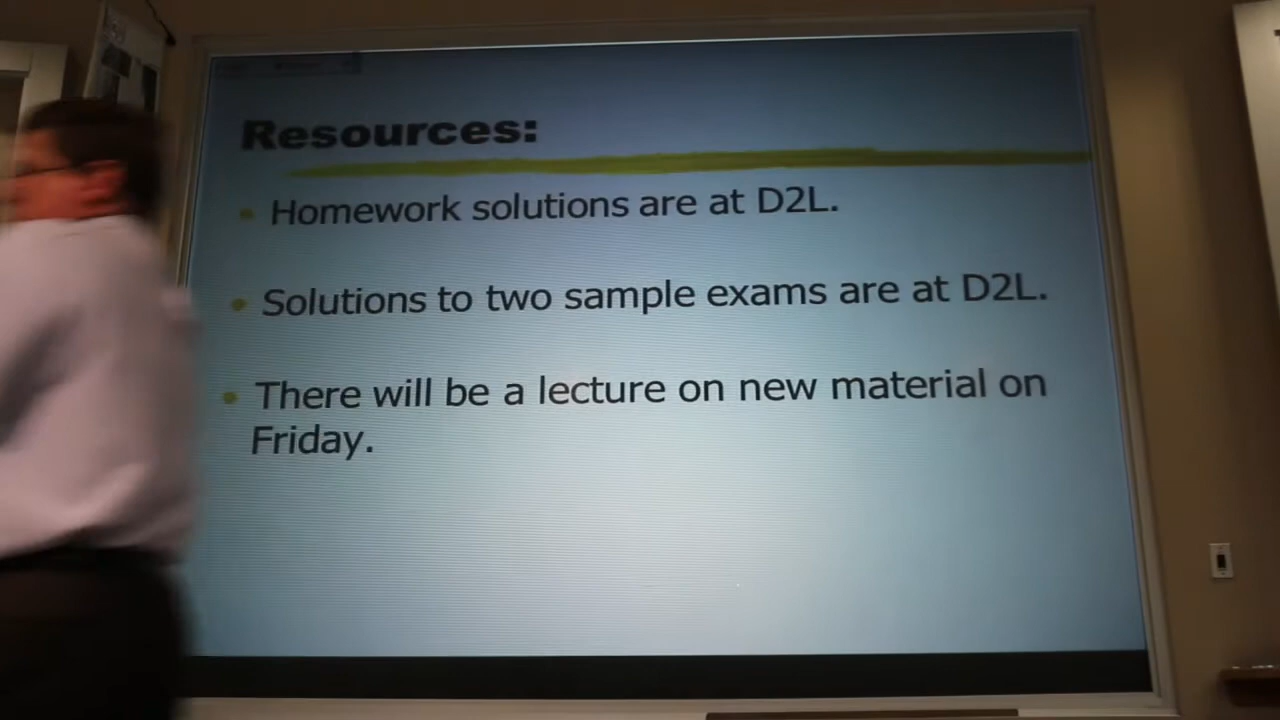 Resources:
Homework solutions are at D2L.
Solutions to two sample exams are at D2L.
There will be a lecture on new material on
Friday.